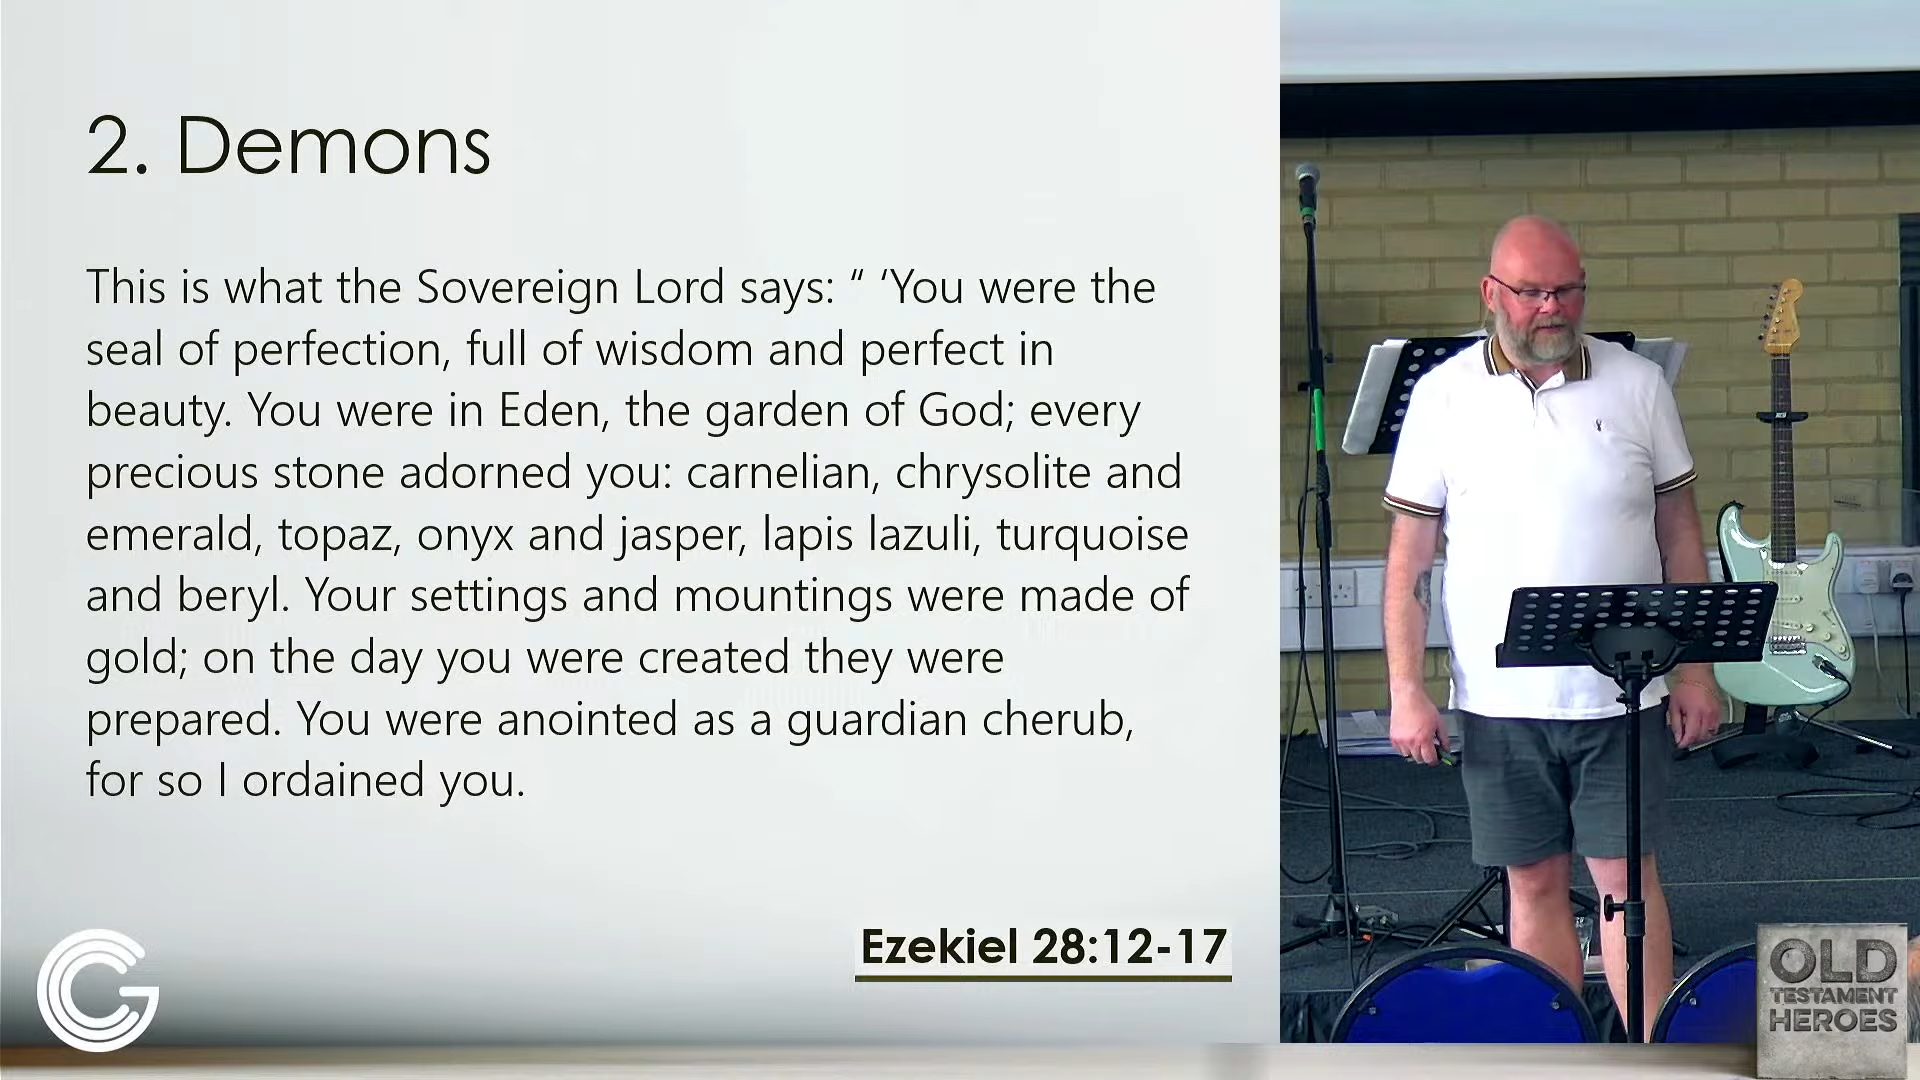 2. Demons
This is what the Sovereign Lord says: “ ‘You were the
seal of perfection, full of wisdom and perfect in
beauty. You were in Eden, the garden of God; every
precious stone adorned you: carnelian, chrysolite and
emerald, topaz, onyx and jasper, lapis lazuli, turquoise
and beryl. Your settings and mountings were made of
gold; on the day you were created they were
prepared. You were anointed as a guardian cherub,
for so I ordained you.
Ezekiel 28:12-17
OLD
TESTAMENT
HEROES